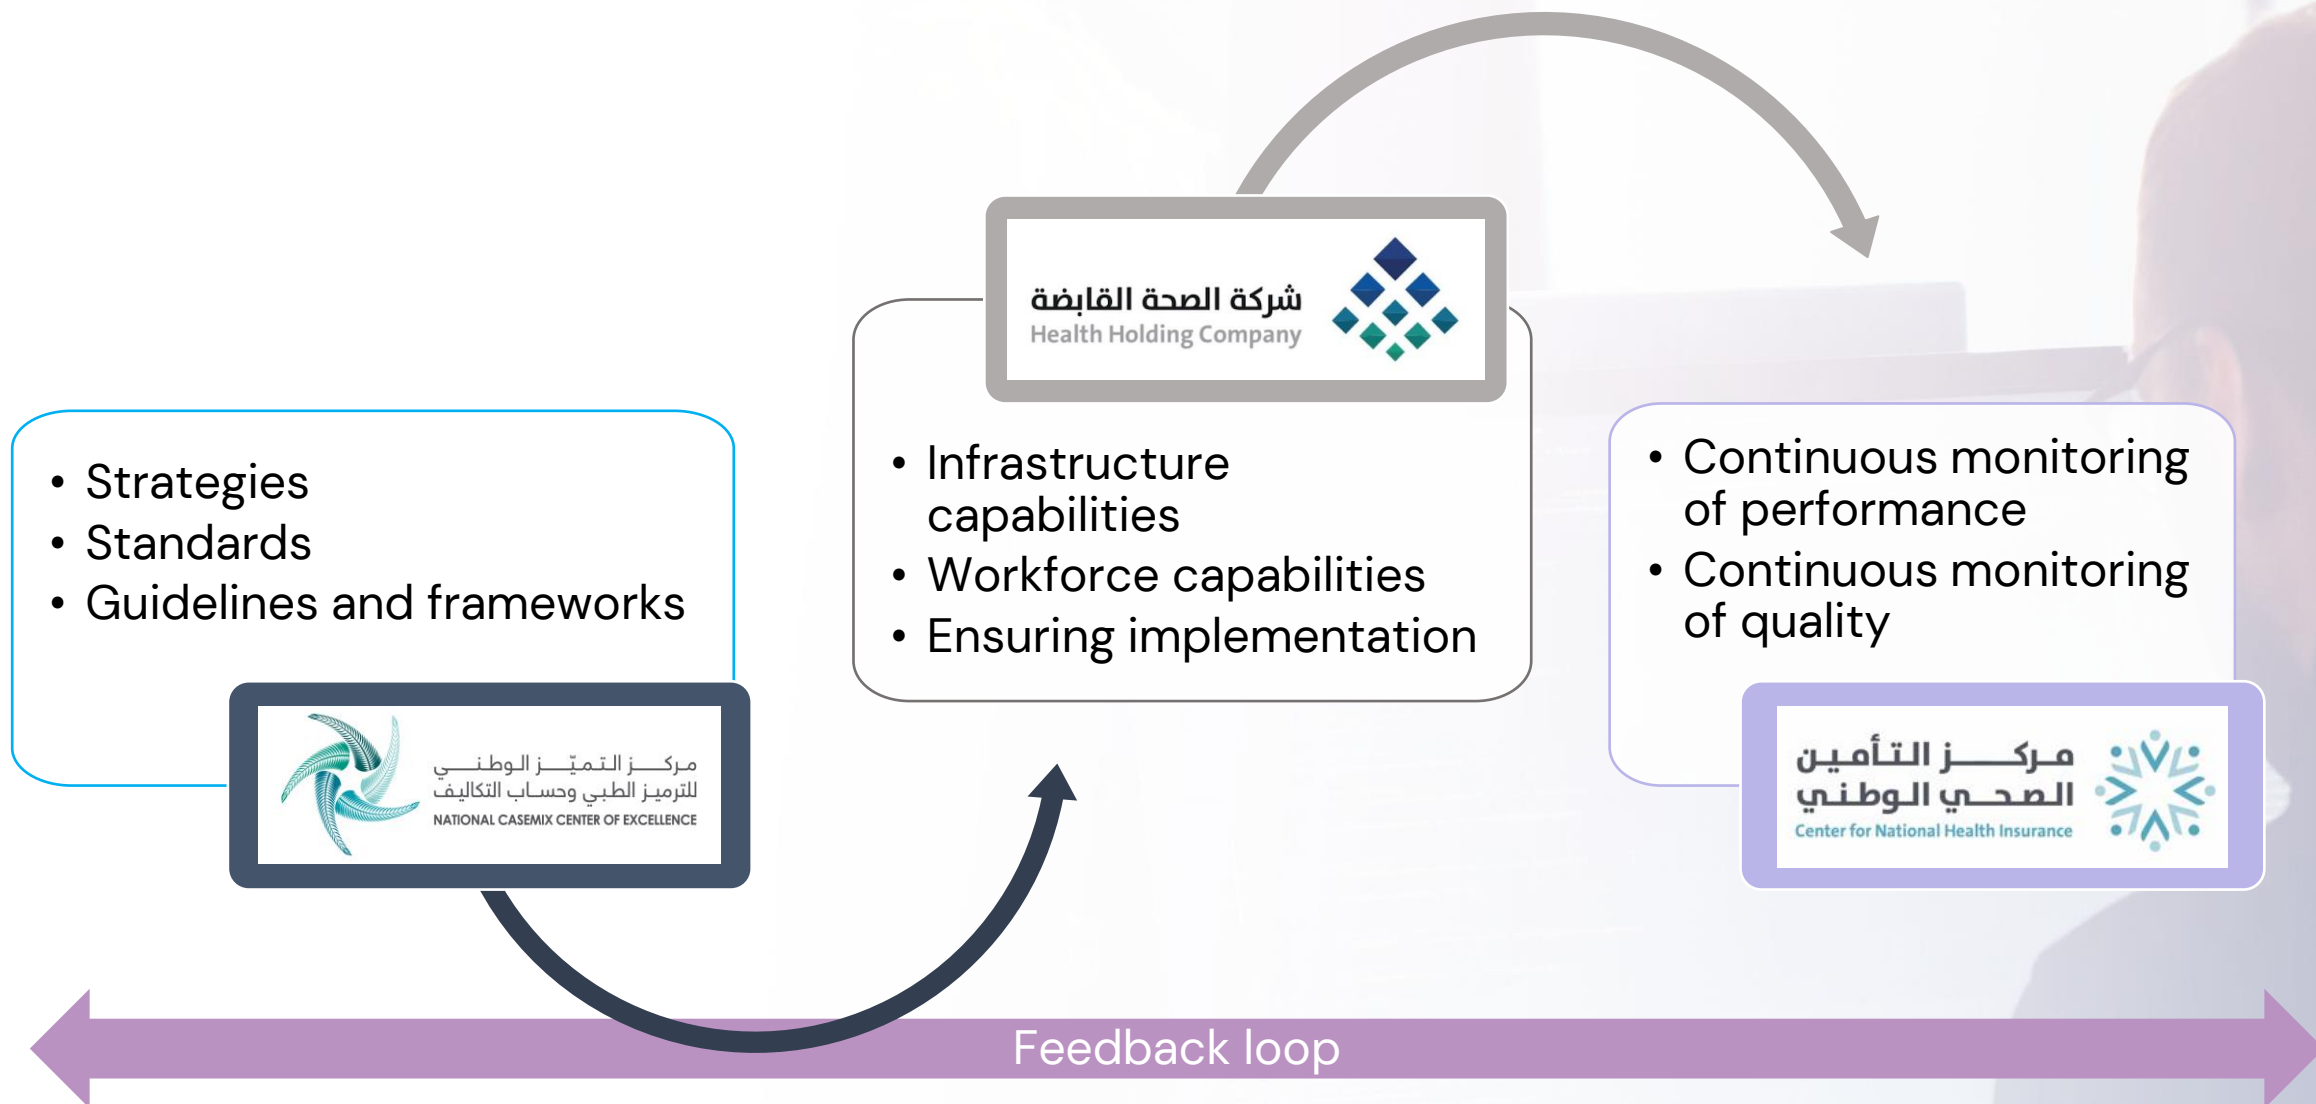 • Strategies
• Standards
• Guidelines and frameworks
مركز التميّز الوطني
للترميز الطبي وحساب التكاليف
NATIONAL CASEMIX CENTER OF EXCELLENCE
شركة الصحة القابضة
Health Holding Company
• Infrastructure
capabilities
• Workforce capabilities
• Ensuring implementation
• Continuous monitoring
of performance
• Continuous monitoring
of quality
مركز التأمين
الصحي الوطني
Center for National Health Insurance
Feedback loop